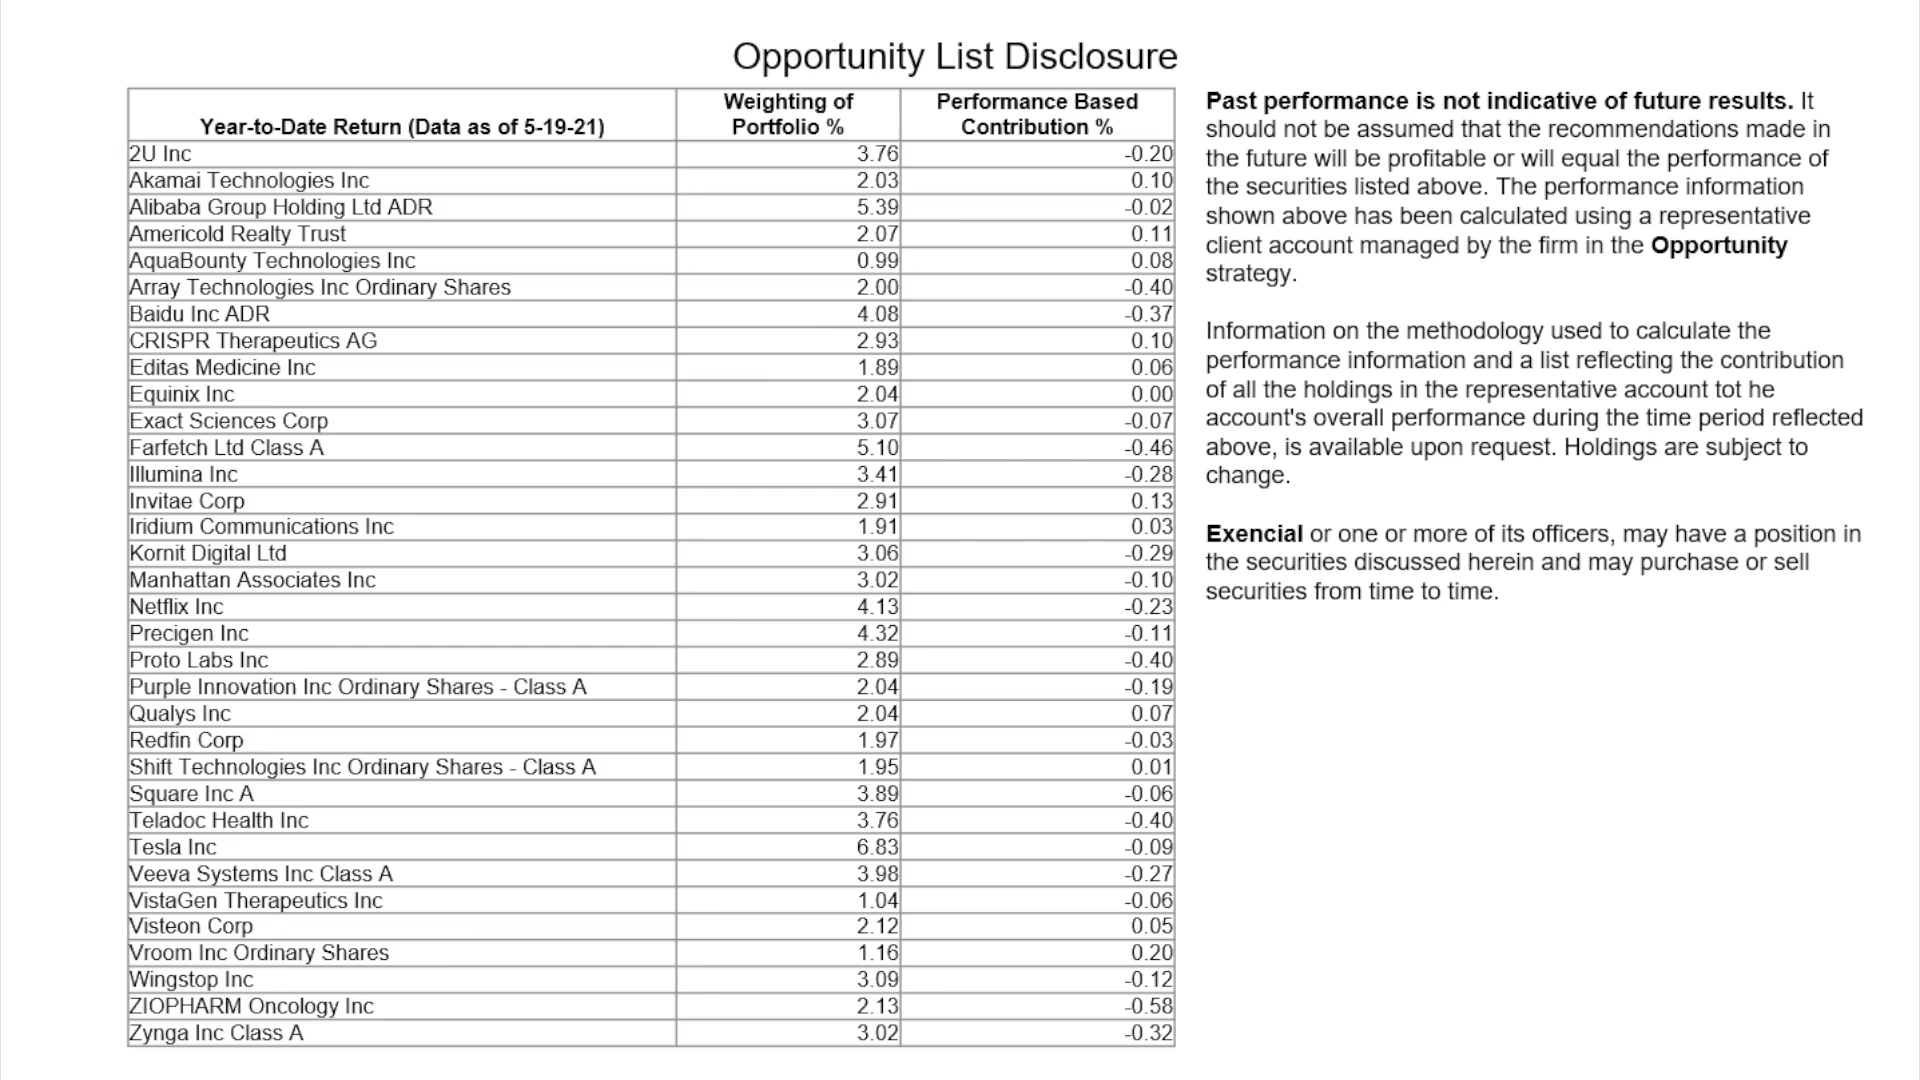 Opportunity List Disclosure
Year-to-Date Return (Data as of 5-19-21) Weighting of Portfolio % Performance Based Contribution %
2U Inc 3.76 -0.20
Akamai Technologies Inc 2.03 0.10
Alibaba Group Holding Ltd ADR 5.39 -0.02
Americold Realty Trust 2.07 0.11
AquaBounty Technologies Inc 0.99 0.08
Array Technologies Inc Ordinary Shares 2.00 -0.40
Baidu Inc ADR 4.08 -0.37
CRISPR Therapeutics AG 2.93 0.10
Editas Medicine Inc 1.89 0.06
Equinix Inc 2.04 0.00
Exact Sciences Corp 3.07 -0.07
Farfetch Ltd Class A 5.10 -0.46
Illumina Inc 3.41 -0.28
Invitae Corp 2.91 0.13
Iridium Communications Inc 1.91 0.03
Kornit Digital Ltd 3.06 -0.29
Manhattan Associates Inc 3.02 -0.10
Netflix Inc 4.13 -0.23
Precigen Inc 4.32 -0.11
Proto Labs Inc 2.89 -0.40
Purple Innovation Inc Ordinary Shares - Class A 2.04 -0.19
Qualys Inc 2.04 0.07
Redfin Corp 1.97 -0.03
Shift Technologies Inc Ordinary Shares - Class A 1.95 0.01
Square Inc A 3.89 -0.06
Teladoc Health Inc 3.76 -0.40
Tesla Inc 6.83 -0.09
Veeva Systems Inc Class A 3.98 -0.27
VistaGen Therapeutics Inc 1.04 -0.06
Visteon Corp 2.12 0.05
Vroom Inc Ordinary Shares 1.16 0.20
Wingstop Inc 3.09 -0.12
ZIOPHARM Oncology Inc 2.13 -0.58
Zynga Inc Class A 3.02 -0.32
Past performance is not indicative of future results. It
should not be assumed that the recommendations made in
the future will be profitable or will equal the performance of
the securities listed above. The performance information
shown above has been calculated using a representative
client account managed by the firm in the Opportunity
strategy.
Information on the methodology used to calculate the
performance information and a list reflecting the contribution
of all the holdings in the representative account tot he
account's overall performance during the time period reflected
above, is available upon request. Holdings are subject to
change.
Exencial or one or more of its officers, may have a position in
the securities discussed herein and may purchase or sell
securities from time to time.